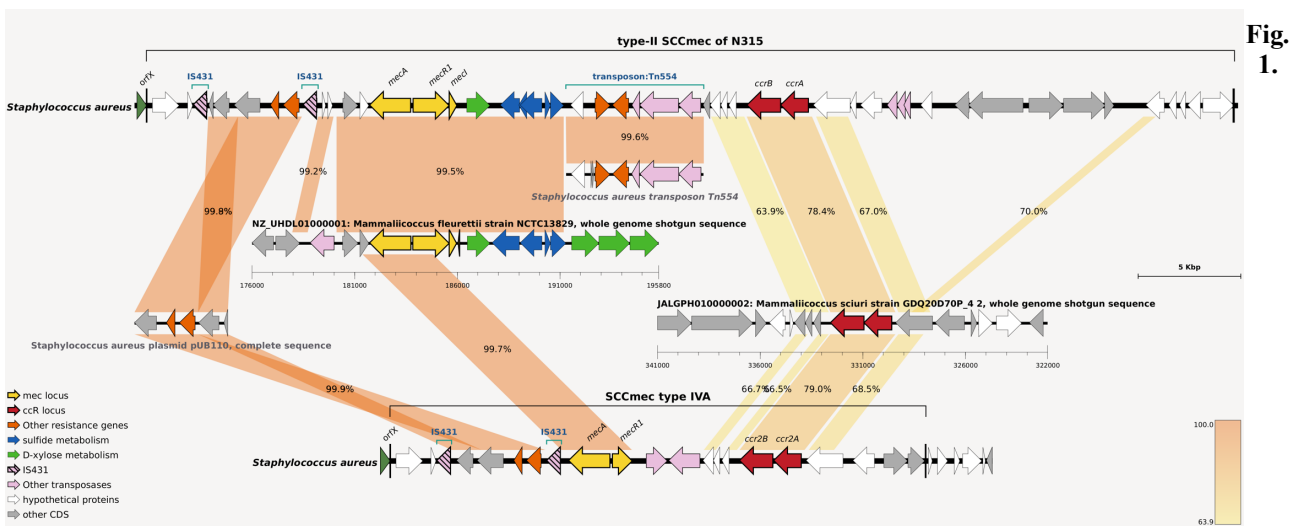 Fig.
1.
type-II SCCmec of N315
orfX
IS431
IS431
mecA
mecR1
mecI
transposon:Tn554
ccrB
ccrA
Staphylococcus aureus
99.6%
99.2%
99.5%
Staphylococcus aureus transposon Tn554
99.8%
63.9%
78.4%
67.0%
70.0%
NZ_UHDL01000001: Mammaliicoccus fleurettii strain NCTC13829, whole genome shotgun sequence
176000
181000
186000
191000
195800
5 Kbp
JALGPH010000002: Mammaliicoccus sciuri strain GDQ20D70P_4 2, whole genome shotgun sequence
341000
336000
331000
326000
322000
Staphylococcus aureus plasmid pUB110, complete sequence
99.7%
99.9%
66.7%
66.5%
79.0%
68.5%
SCCmec type IVA
orfX
IS431
IS431
mecA
mecR1
ccr2B
ccr2A
Staphylococcus aureus
mec locus
ccR locus
Other resistance genes
sulfide metabolism
D-xylose metabolism
IS431
Other transposases
hypothetical proteins
other CDS
100.0
63.9